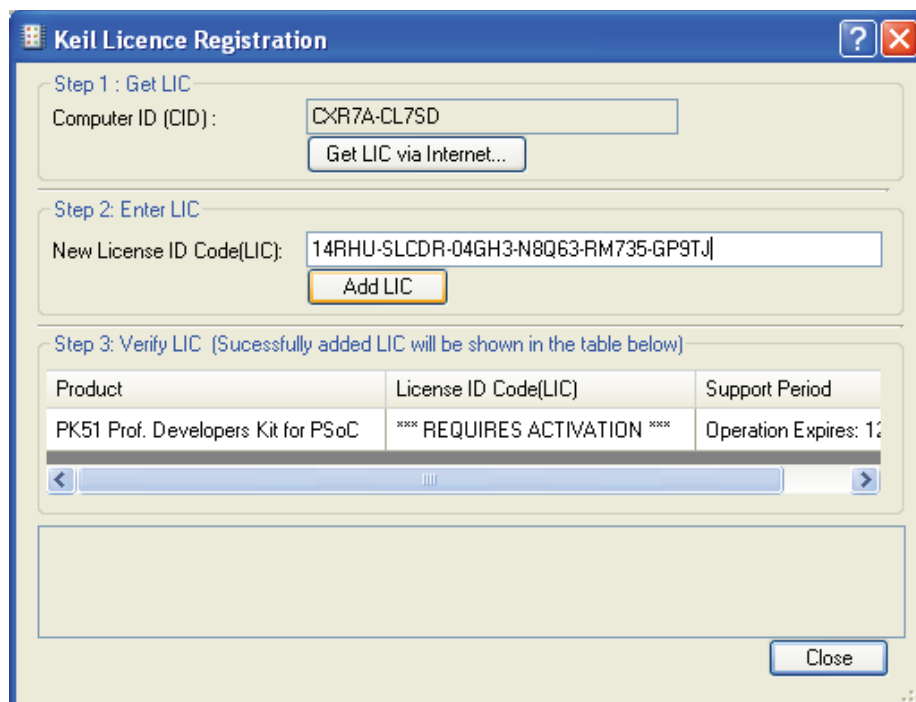 Keil Licence Registration
Step 1 : Get LIC
Computer ID (CID) :
CXR7A-CL7SD
Get LIC via Internet...
Step 2: Enter LIC
New License ID Code(LIC):
14RHU-SLCDR-04GH3-N8Q63-RM735-GP9TJ
Add LIC
Step 3: Verify LIC (Sucessfully added LIC will be shown in the table below)
Product License ID Code(LIC) Support Period
PK51 Prof. Developers Kit for PSoC *** REQUIRES ACTIVATION *** Operation Expires: 12
Close